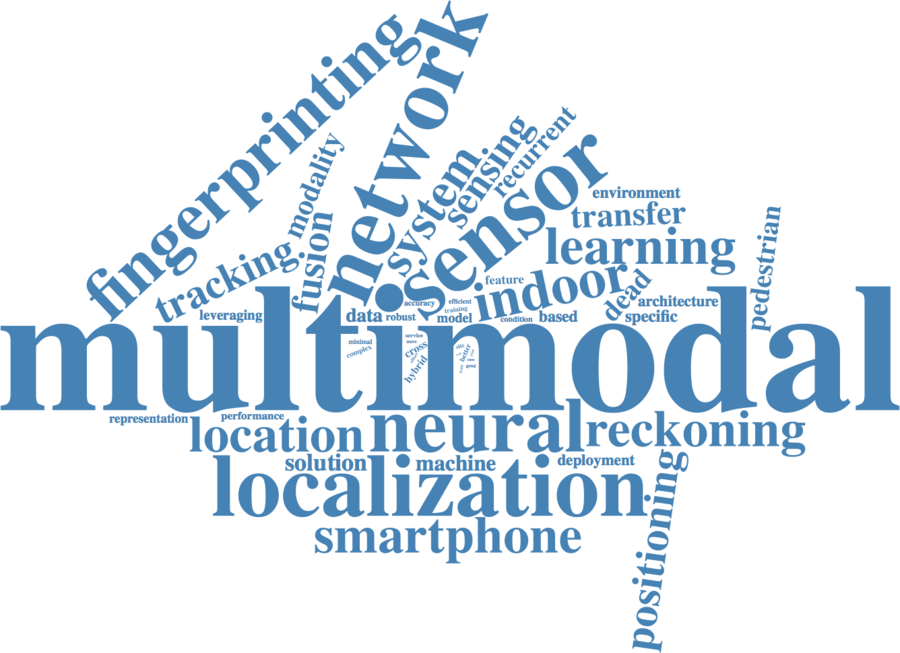 fingerprinting
network
modality
system
sensing
recurrent
sensor
environment
transfer
learning
pedestrian
tracking
fusion
feature
indoor
dead
architecture
leveraging
data
accuracy
robust
efficient
training
model
condition
based
specific
multimodal
minimal
complex
cross
hybrid
better
representation
performance
location
neural
reckoning
solution
machine
deployment
localization
positioning
smartphone